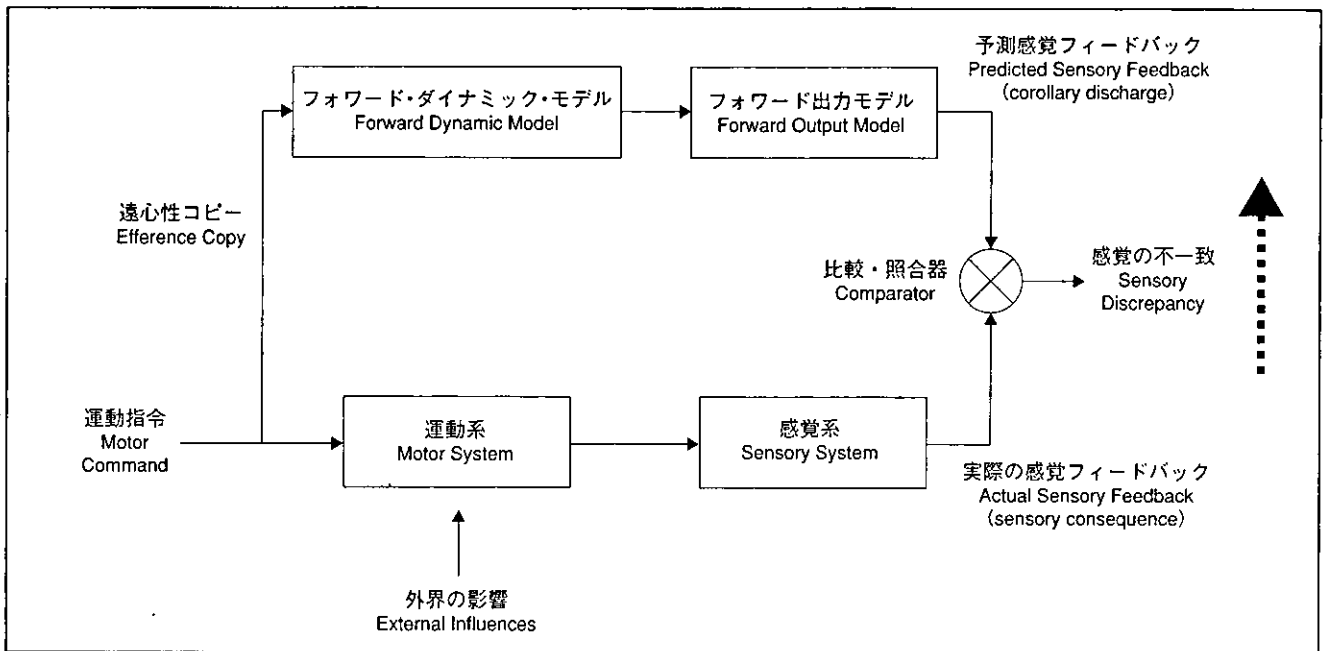 予測感覚フィードバック
Predicted Sensory Feedback
(corollary discharge)
フォワード・ダイナミック・モデル
Forward Dynamic Model
フォワード出力モデル
Forward Output Model
遠心性コピー
Efference Copy
比較・照合器
Comparator
感覚の不一致
Sensory
Discrepancy
運動指令
Motor
Command
運動系
Motor System
感覚系
Sensory System
実際の感覚フィードバック
Actual Sensory Feedback
(sensory consequence)
外界の影響
External Influences